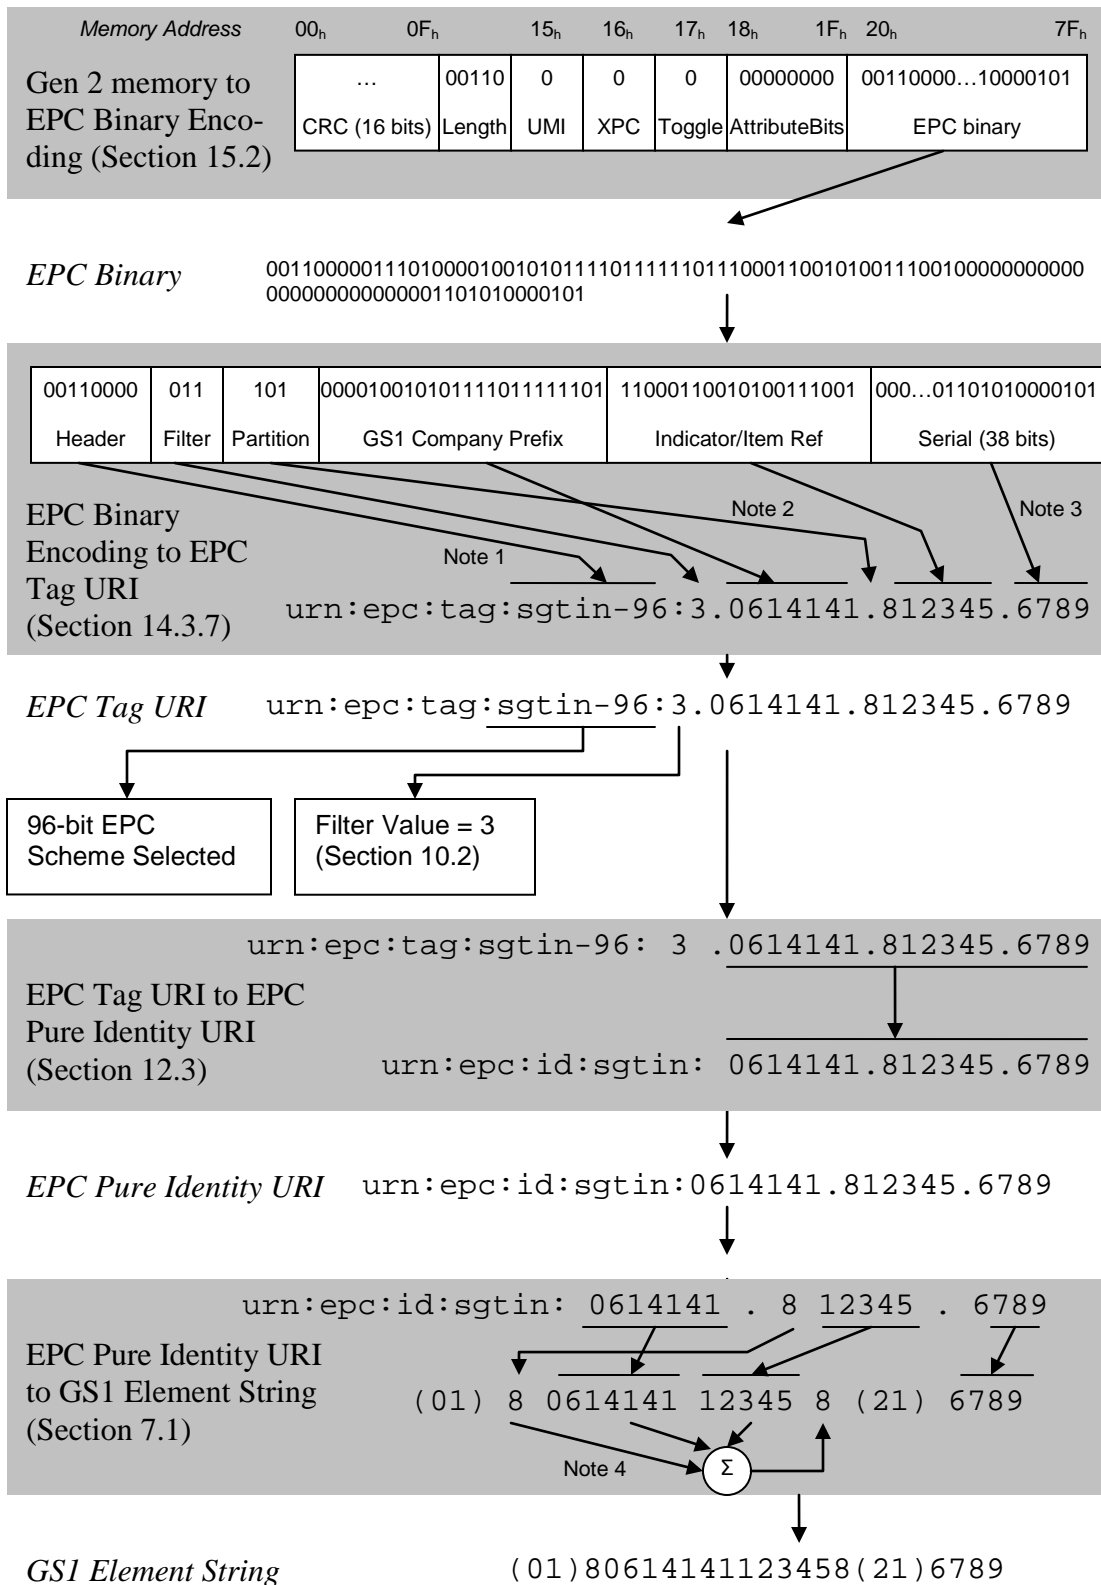 Memory Address 00h 0Fh 15h 16h 17h 18h 1Fh 20h 7Fh
Gen 2 memory to
EPC Binary Enco-
ding (Section 15.2)
… 00110 0 0 0 00000000 00110000…10000101
CRC (16 bits) Length UMI XPC Toggle AttributeBits EPC binary
EPC Binary
001100000111010000100101011110111111011100011001010011100100000000000
000000000000001101010000101
00110000 011 101 000010010101111011111101 11000110010100111001 000…01101010000101
Header Filter Partition GS1 Company Prefix Indicator/Item Ref Serial (38 bits)
EPC Binary
Encoding to EPC
Tag URI
(Section 14.3.7)
Note 1
Note 2
Note 3
urn:epc:tag:sgtin-96:3.0614141.812345.6789
EPC Tag URI urn:epc:tag:sgtin-96:3.0614141.812345.6789
96-bit EPC
Scheme Selected
Filter Value = 3
(Section 10.2)
urn:epc:tag:sgtin-96: 3 .0614141.812345.6789
EPC Tag URI to EPC
Pure Identity URI
(Section 12.3)
urn:epc:id:sgtin: 0614141.812345.6789
EPC Pure Identity URI urn:epc:id:sgtin:0614141.812345.6789
urn:epc:id:sgtin: 0614141 . 8 12345 . 6789
EPC Pure Identity URI
to GS1 Element String
(Section 7.1)
(01) 8 0614141 12345 8 (21) 6789
Note 4
Σ
GS1 Element String (01)80614141123458(21)6789